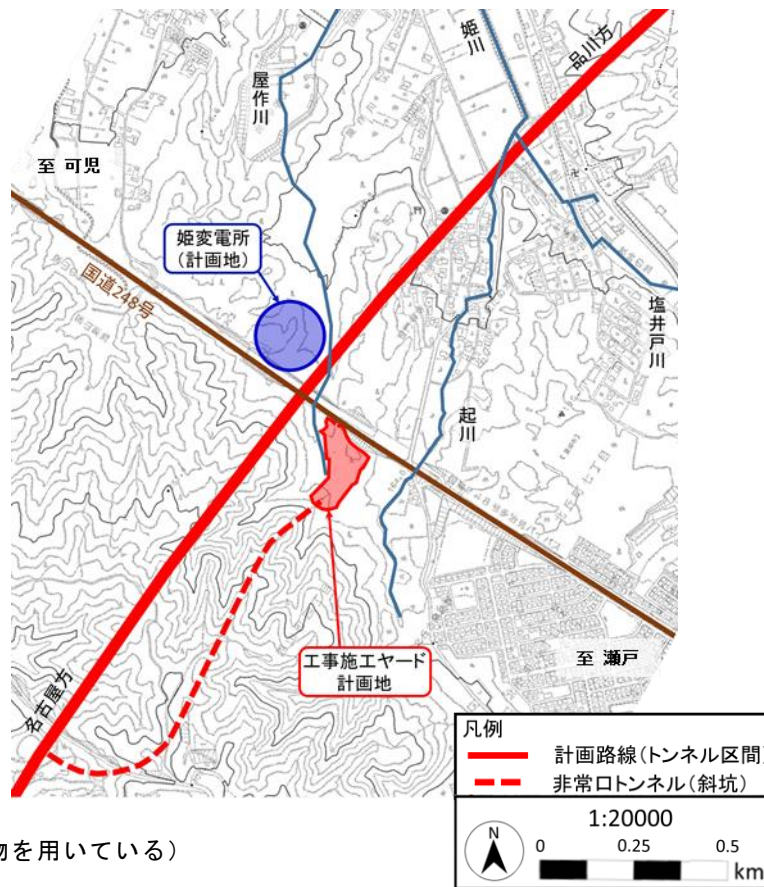 姫川
品川方
屋作川
至 可児
姫変電所
(計画地)
国道248号
塩井戸川
起川
工事施工ヤード
計画地
至 瀬戸
名古屋方
凡例
計画路線(トンネル区間)
非常口トンネル(斜坑)
1:20000
N
0 0.25 0.5
km
物を用いている)